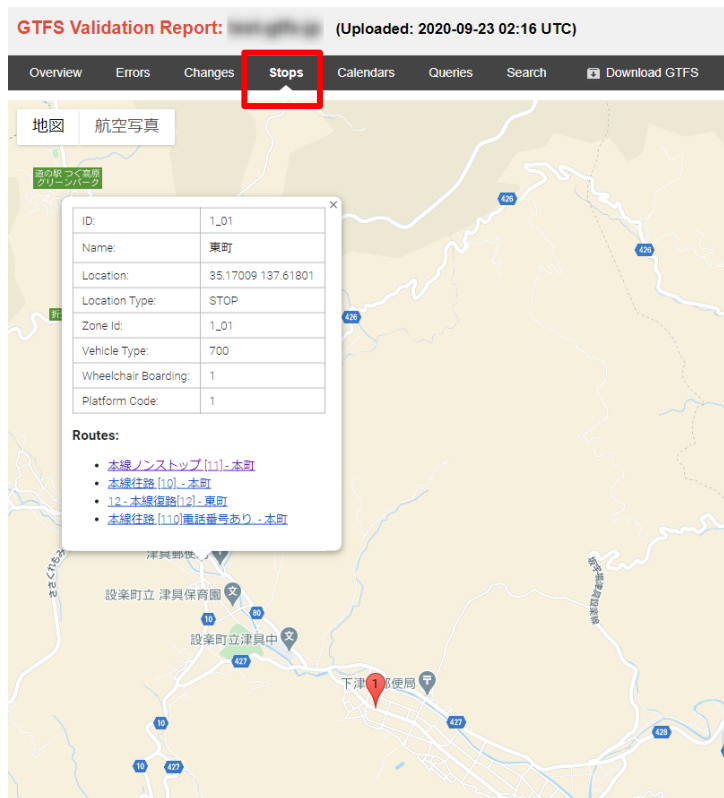 GTFS Validation Report: (Uploaded: 2020-09-23 02:16 UTC)
Overview Errors Changes Stops Calendars Queries Search Download GTFS
地図 航空写真
道の駅 つぐ高原
グリーンパーク
426
426
×
ID: 1_01
Name: 東町
Location: 35.17009 137.61801
Location Type: STOP
Zone Id: 1_01
Vehicle Type: 700
Wheelchair Boarding: 1
Platform Code: 1
Routes:
• 本線ノンストップ [11] - 本町
• 本線往路 [10]. - 本町
• 12 - 本線復路[12] - 東町
• 本線往路 [110]電話番号あり. - 本町
426
折
津具郵便
設楽町立 津具保育園
10
80
設楽町立津具中
427
下津
便局
1
10
427
428
10
427